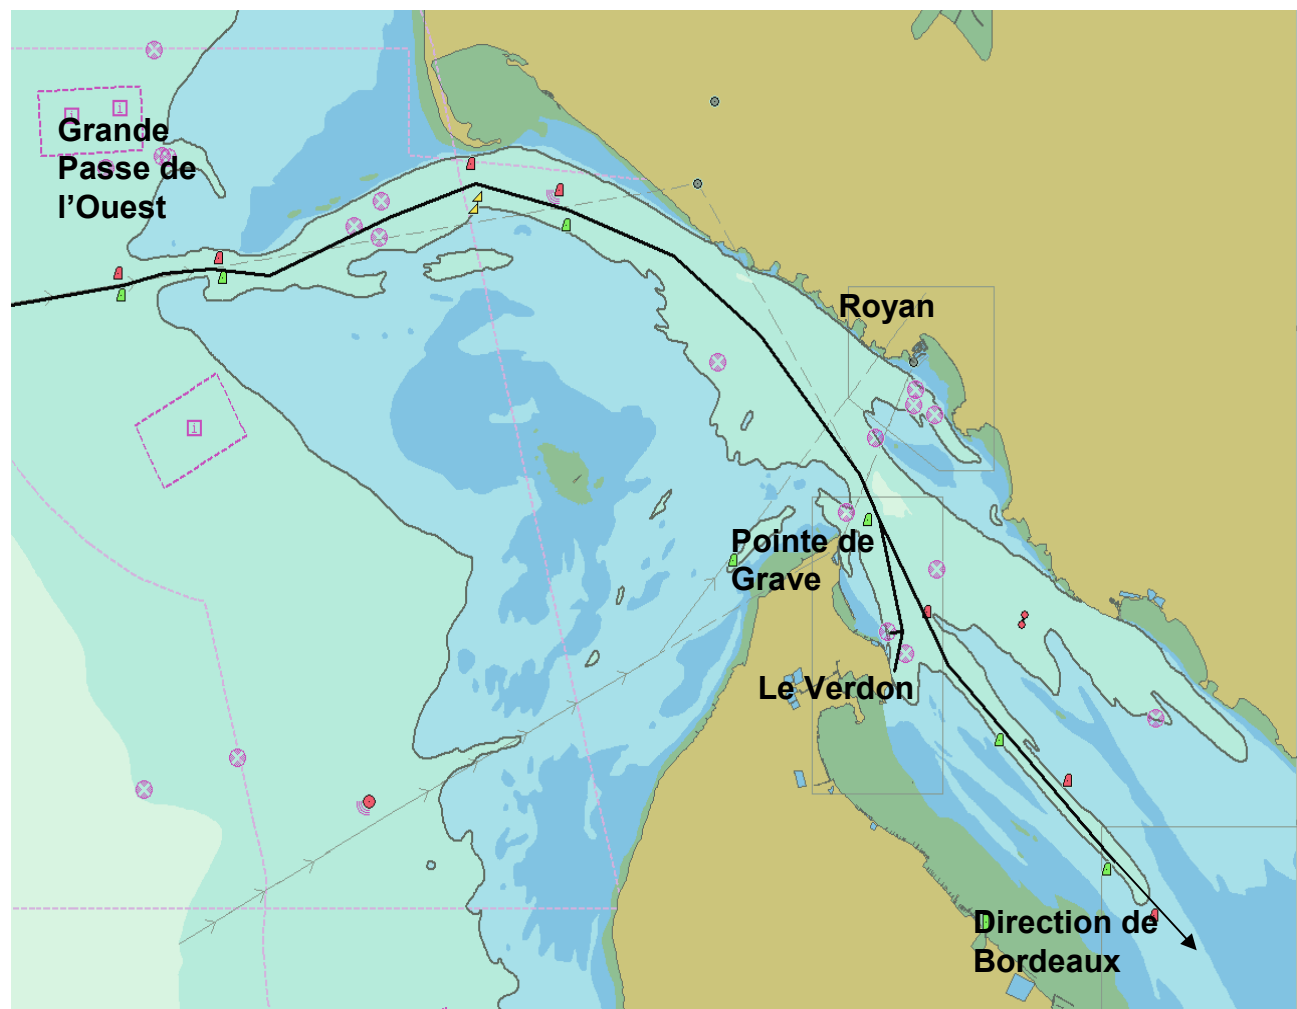 Grande
Passe de
l'Ouest
Royan
Pointe de
Grave
Le Verdon
Direction de
Bordeaux